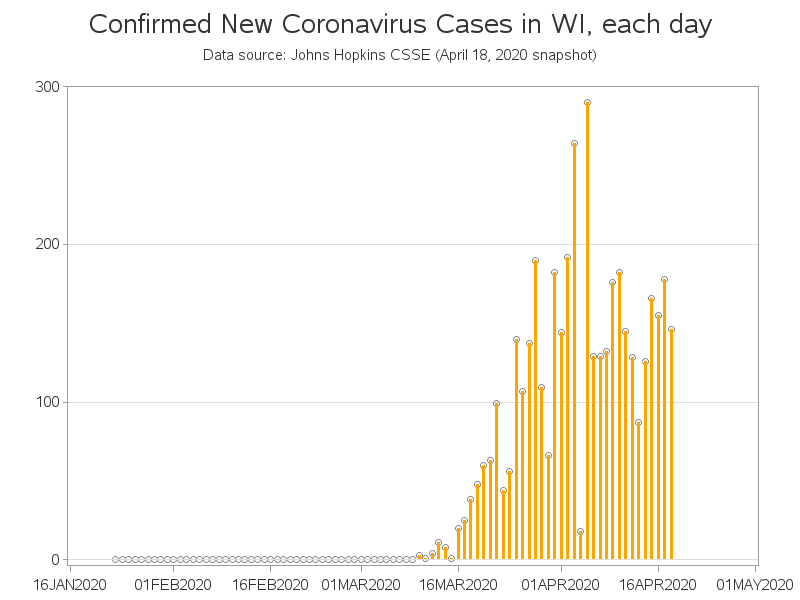 Confirmed New Coronavirus Cases in WI, each day
Data source: Johns Hopkins CSSE (April 18, 2020 snapshot)
300
200
100
0
16JAN2020 01FEB2020 16FEB2020 01MAR2020 16MAR2020 01APR2020 16APR2020 01MAY2020